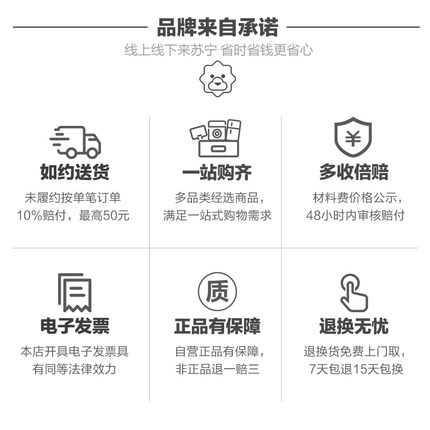 品牌来自承诺
线上线下来苏宁 省时省钱更省心
如约送货
未履约按单笔订单
10%赔付，最高50元
一站购齐
多品类经选商品，
满足一站式购物需求
¥
多收倍赔
材料费价格公示，
48小时内审核赔付
电子发票
本店开具电子发票具
有同等法律效力
质
正品有保障
自营正品有保障，
非正品退一赔三
退换无忧
退换货免费上门取，
7天包退15天包换